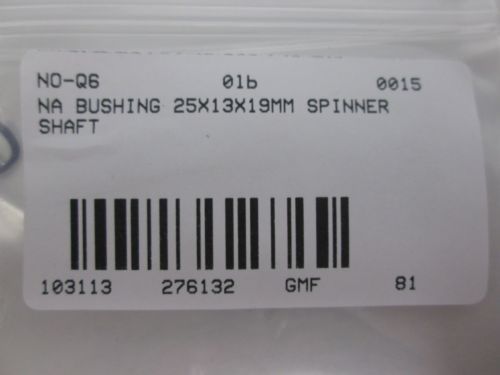 NO-Q6 01b 0015
NA BUSHING 25X13X19MM SPINNER
SHAFT
103113 276132 GMF 81